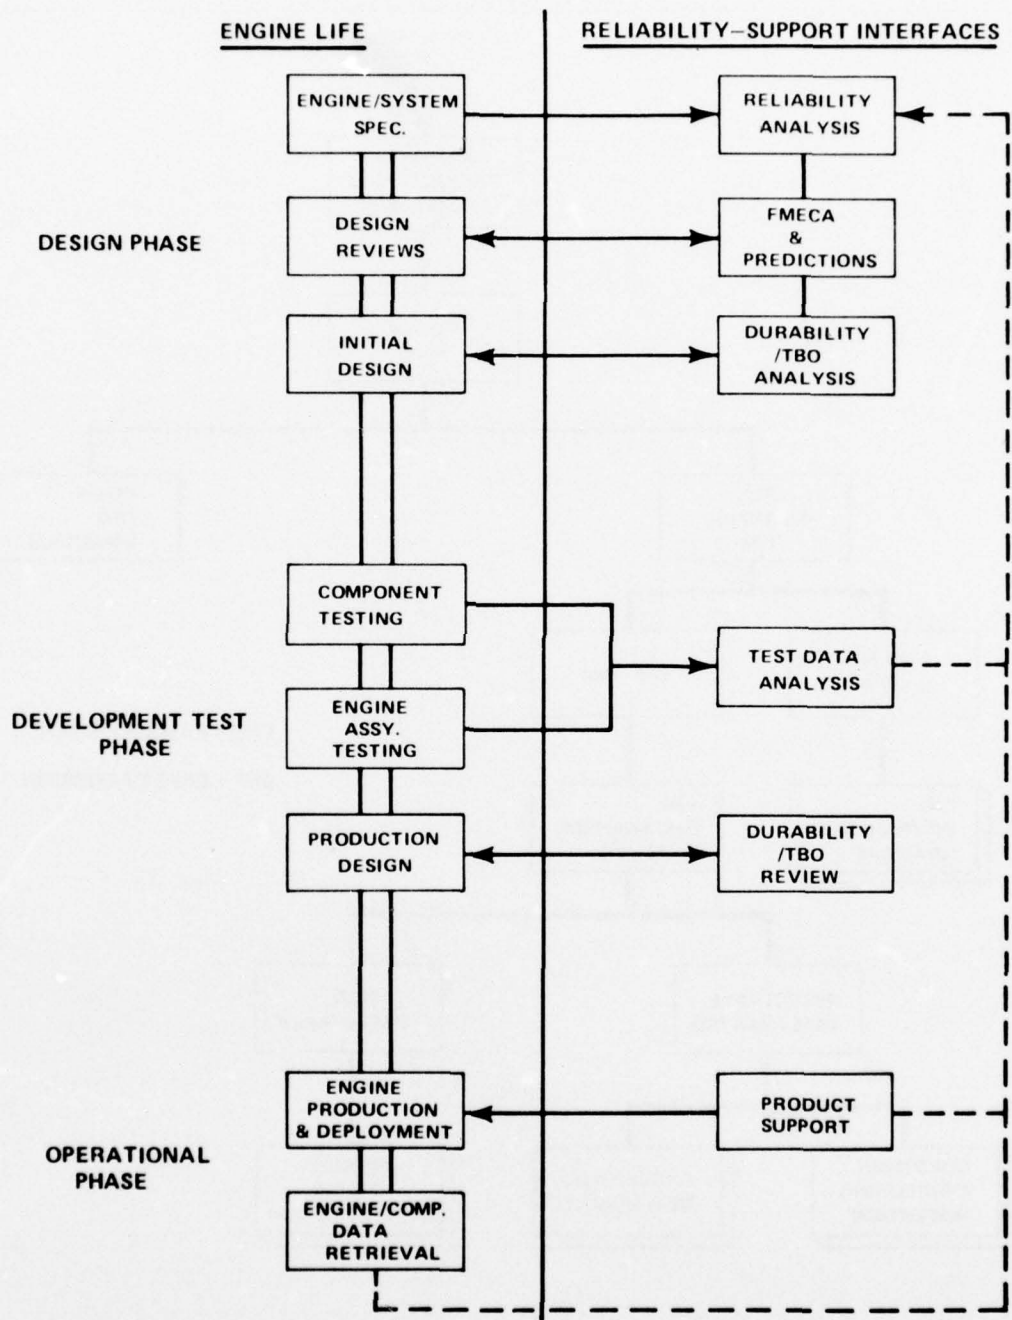 ENGINE LIFE
RELIABILITY–SUPPORT INTERFACES
ENGINE/SYSTEM
SPEC.
RELIABILITY
ANALYSIS
DESIGN PHASE
DESIGN
REVIEWS
FMECA
&
PREDICTIONS
INITIAL
DESIGN
DURABILITY
/TBO
ANALYSIS
COMPONENT
TESTING
TEST DATA
ANALYSIS
DEVELOPMENT TEST
PHASE
ENGINE
ASSY.
TESTING
PRODUCTION
DESIGN
DURABILITY
/TBO
REVIEW
OPERATIONAL
PHASE
ENGINE
PRODUCTION
& DEPLOYMENT
PRODUCT
SUPPORT
ENGINE/COMP.
DATA
RETRIEVAL